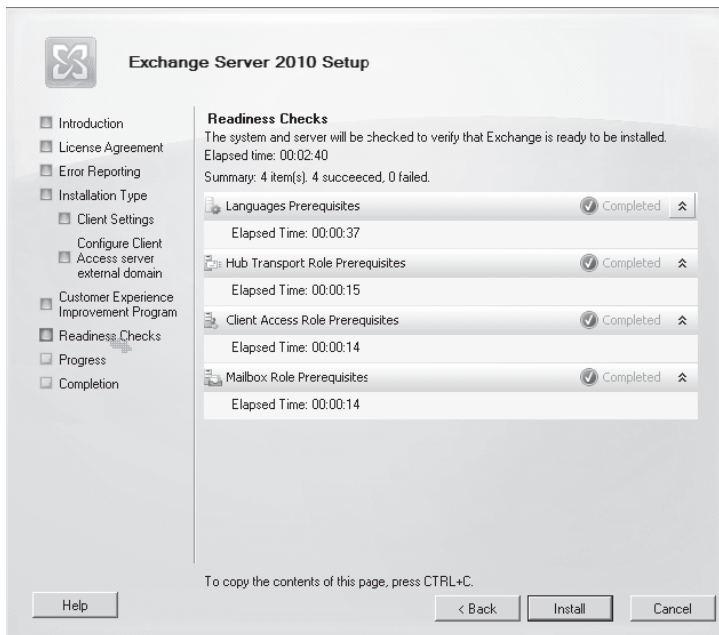 Exchange Server 2010 Setup
Introduction
License Agreement
Error Reporting
Installation Type
Client Settings
Configure Client
Access server
external domain
Customer Experience
Improvement Program
Readiness Checks
Progress
Completion
Readiness Checks
The system and server will be checked to verify that Exchange is ready to be installed.
Elapsed time: 00:02:40
Summary: 4 item(s). 4 succeeced, 0 failed.
Languages Prerequisites
Completed
Elapsed Time: 00:00:37
Hub Transport Role Prerequisites
Completed
Elapsed Time: 00:00:15
Client Access Role Prerequisites
Completed
Elapsed Time: 00:00:14
Mailbox Role Prerequisites
Completed
Elapsed Time: 00:00:14
To copy the contents of this page, press CTRL+C.
Help
< Back
Install
Cancel